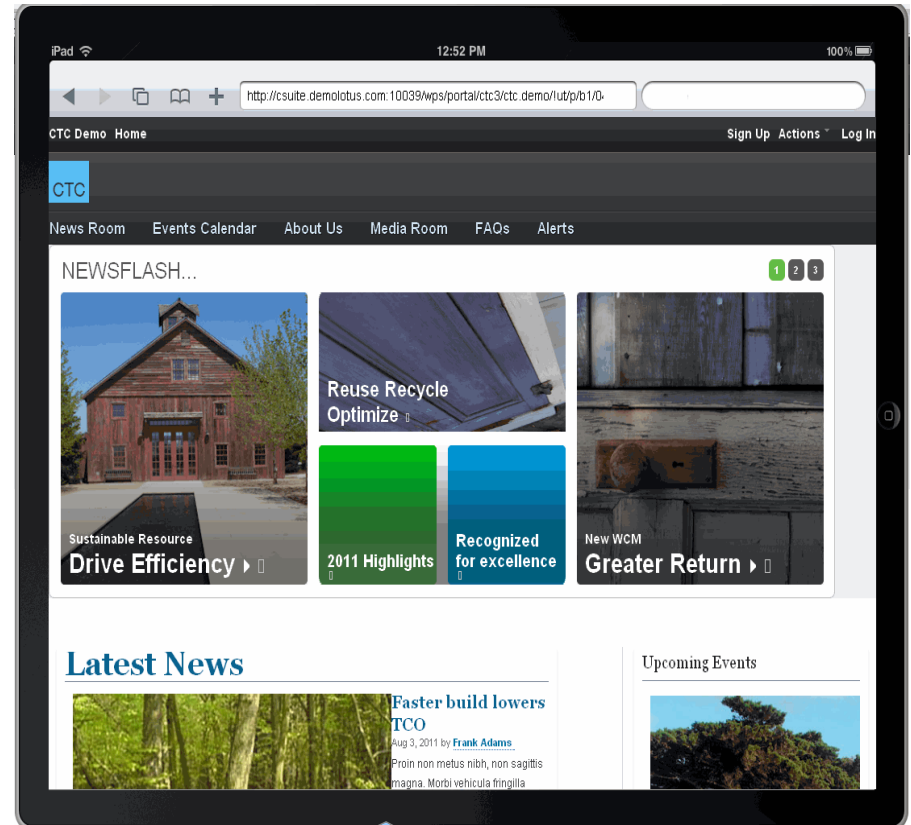 iPad 12:52 PM 100%
http://csuite.demolotus.com:10039/wps/portal/ctc3/ctc.demo/!ut/p/b1/04
CTC Demo Home Sign Up Actions Log In
CTC
News Room Events Calendar About Us Media Room FAQs Alerts
NEWSFLASH...
1 2 3
Sustainable Resource
Drive Efficiency
Reuse Recycle
Optimize
2011 Highlights
Recognized
for excellence
New WCM
Greater Return
Latest News
Faster build lowers
TCO
Aug 3, 2011 by Frank Adams
Proin non metus nibh, non sagittis
magna. Morbi vehicula fringilla
Upcoming Events